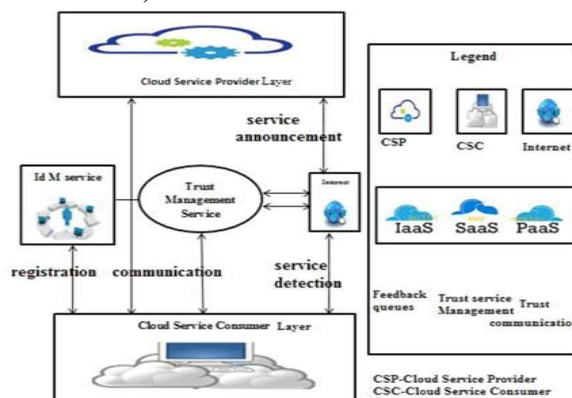 Cloud Service Provider Layer
service
announcement
Id M service
Trust
Management
Service
Internet
registration
communication
service
detection
Cloud Service Consumer Layer
Legend
CSP
CSC
Internet
IaaS
SaaS
PaaS
Feedback
queues
Trust service
Management
Trust
communication
CSP-Cloud Service Provider
CSC-Cloud Service Consumer